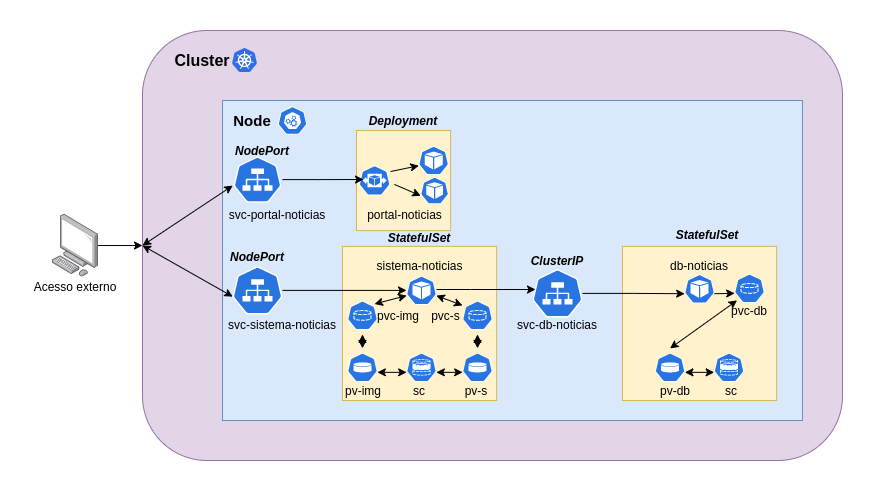 Cluster
Node
Deployment
NodePort
svc-portal-noticias
portal-noticias
StatefulSet
StatefulSet
NodePort
sistema-noticias
ClusterIP
db-noticias
Acesso externo
svc-sistema-noticias
pvc-img
pvc-s
svc-db-noticias
pvc-db
pv-img
sc
pv-s
pv-db
sc